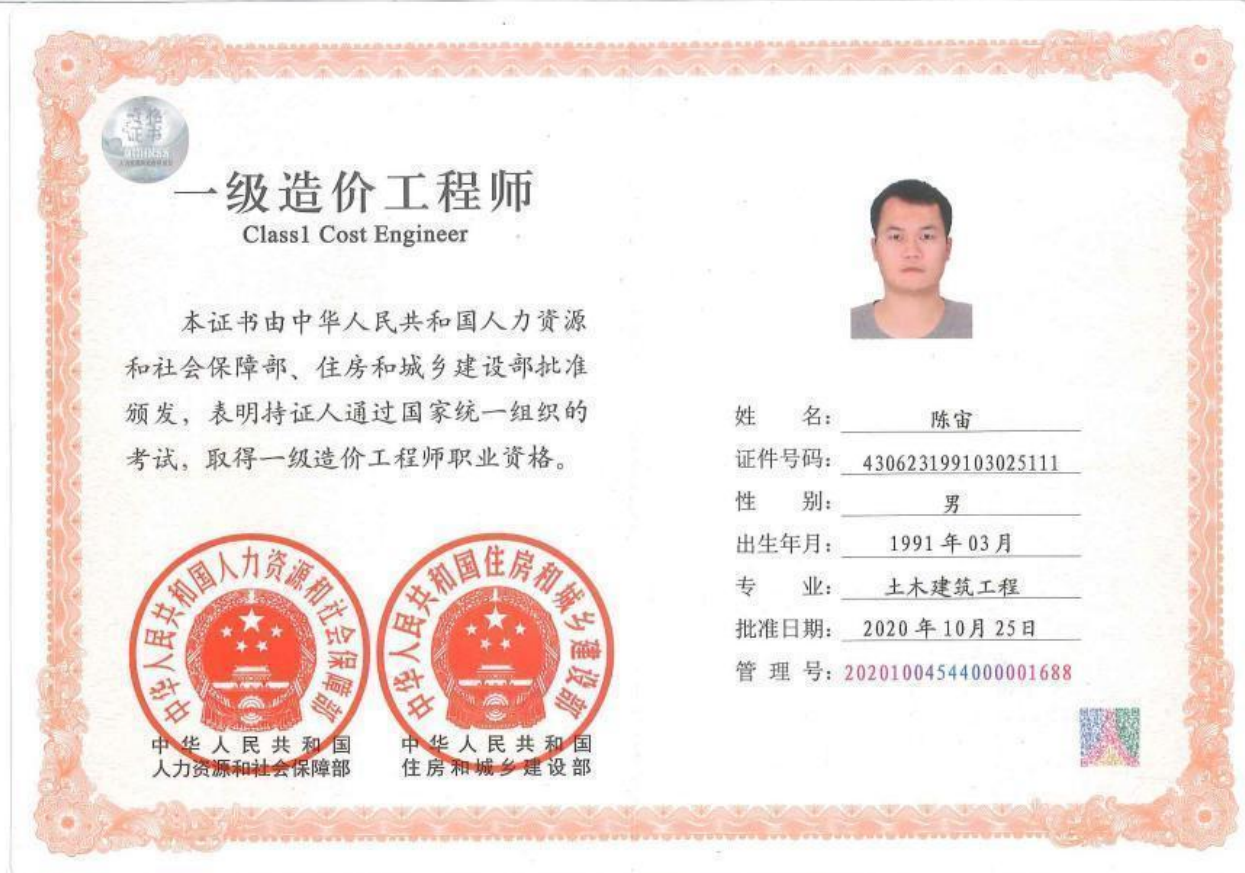 资格
证书
一级造价工程师
Class1 Cost Engineer
本证书由中华人民共和国人力资源
和社会保障部、住房和城乡建设部批准
颁发，表明持证人通过国家统一组织的
考试，取得一级造价工程师职业资格。
中华人民共和国人力资源和社会保障部
中华人民共和国住房和城乡建设部
中华人民共和国
人力资源和社会保障部
中华人民共和国
住房和城乡建设部
姓 名： 陈宙
证件号码： 430623199103025111
性 别： 男
出生年月： 1991年03月
专 业： 土木建筑工程
批准日期： 2020年10月25日
管 理 号： 20201004544000001688